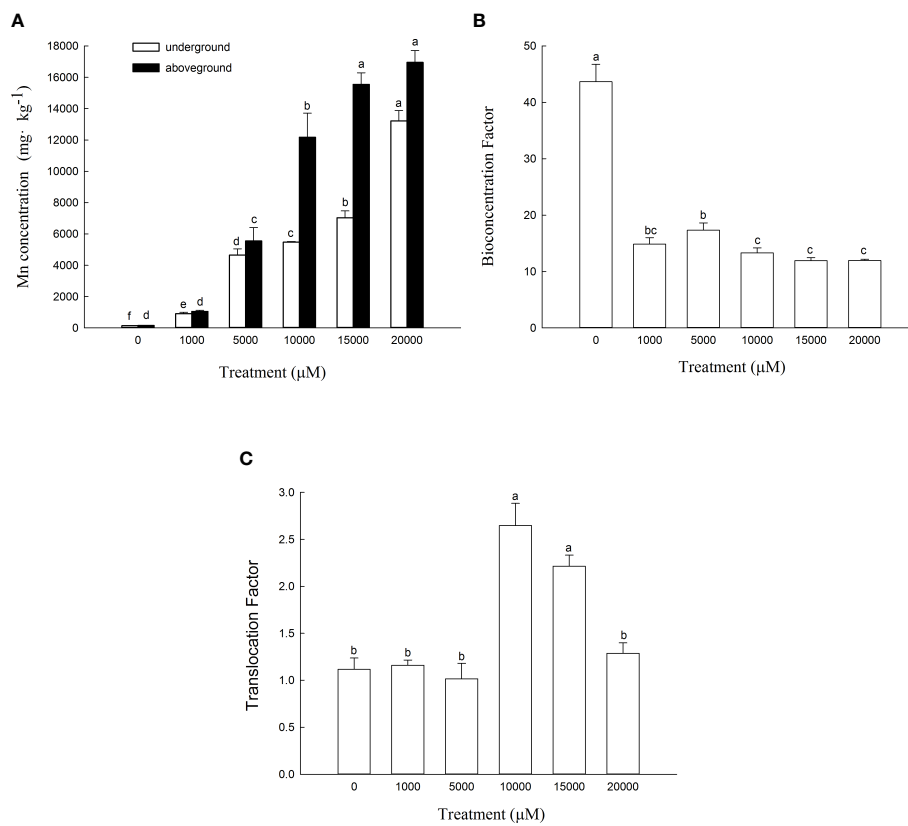 A
Mn concentration (mg· kg-1)
18000
16000
14000
12000
10000
8000
6000
4000
2000
0
underground
aboveground
f d
e d
d c
c b
b a
a a
0 1000 5000 10000 15000 20000
Treatment (μM)
B
Bioconcentration Factor
50
40
30
20
10
0
a bc b c c c
0 1000 5000 10000 15000 20000
Treatment (μM)
C
Translocation Factor
3.0
2.5
2.0
1.5
1.0
0.5
0.0
b b b a a b
0 1000 5000 10000 15000 20000
Treatment (μM)